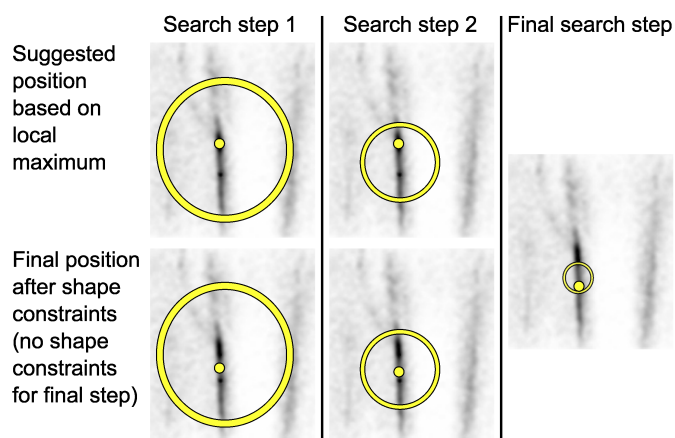 Search step 1
Search step 2
Final search step
Suggested
position
based on
local
maximum
Final position
after shape
constraints
(no shape
constraints
for final step)